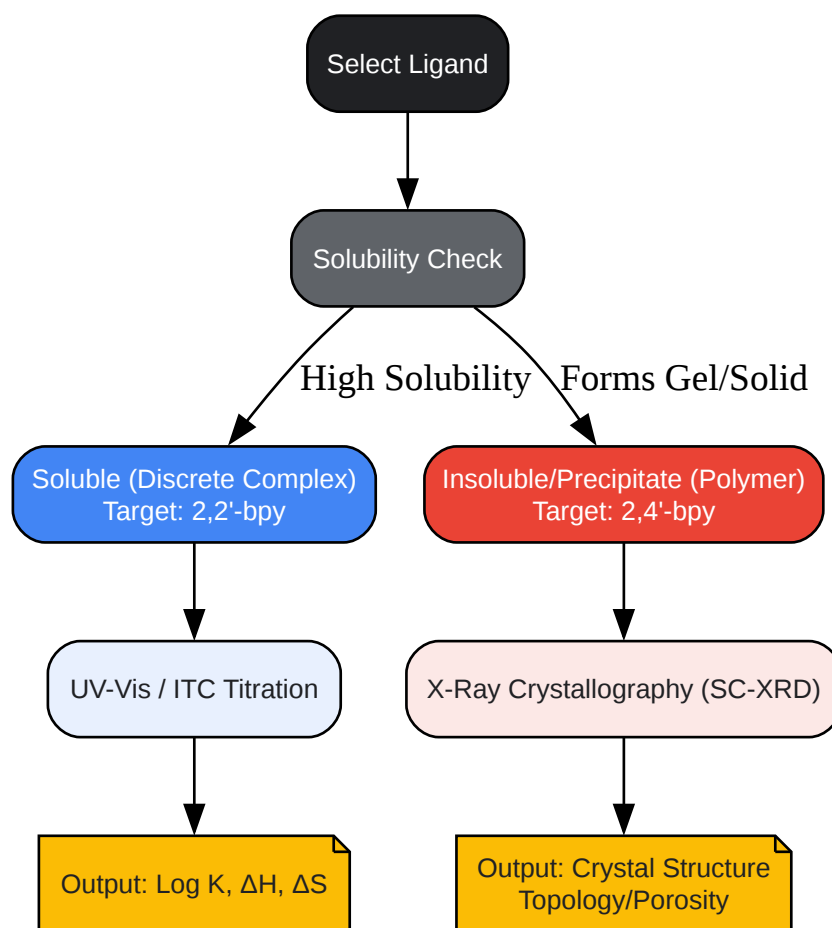 Select Ligand
Solubility Check
High Solubility
Forms Gel/Solid
Soluble (Discrete Complex)
Target: 2,2'-bpy
Insoluble/Precipitate (Polymer)
Target: 2,4'-bpy
UV-Vis / ITC Titration
X-Ray Crystallography (SC-XRD)
Output: Log K, ΔH, ΔS
Output: Crystal Structure
Topology/Porosity